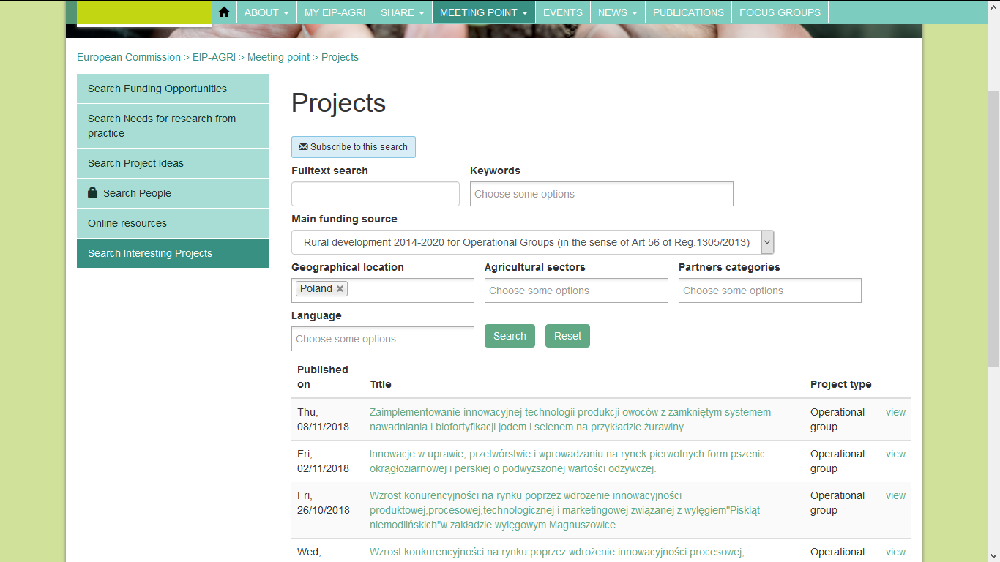 ABOUT MY EIP-AGRI SHARE MEETING POINT EVENTS NEWS PUBLICATIONS FOCUS GROUPS
European Commission > EIP-AGRI > Meeting point > Projects
Search Funding Opportunities
Search Needs for research from
practice
Search Project Ideas
Search People
Online resources
Search Interesting Projects
Projects
Subscribe to this search
Fulltext search Keywords
Choose some options
Main funding source
Rural development 2014-2020 for Operational Groups (in the sense of Art 56 of Reg.1305/2013)
Geographical location Agricultural sectors Partners categories
Poland Choose some options Choose some options
Language
Choose some options Search Reset
Published
on Title Project type
Thu, Zaimplementowanie innowacyjnej technologii produkcji owoców z zamkniętym systemem Operational view
08/11/2018 nawadniania i biofortyfikacji jodem i selenem na przykładzie żurawiny group
Fri, Innowacje w uprawie, przetwórstwie i wprowadzaniu na rynek pierwotnych form pszenic Operational view
02/11/2018 okrągłoziarnowej i perskiej o podwyższonej wartości odżywczej. group
Fri, Wzrost konurencyjności na rynku poprzez wdrożenie innowacyjności Operational view
26/10/2018 produktowej,procesowej,technologicznej i marketingowej związanej z wylęgiem"Piskląt group
niemodlińskich"w zakładzie wylęgowym Magnuszowice
Wed, Wzrost konkurencyjności na rynku poprzez wdrożenie innowacyjności procesowej, Operational view